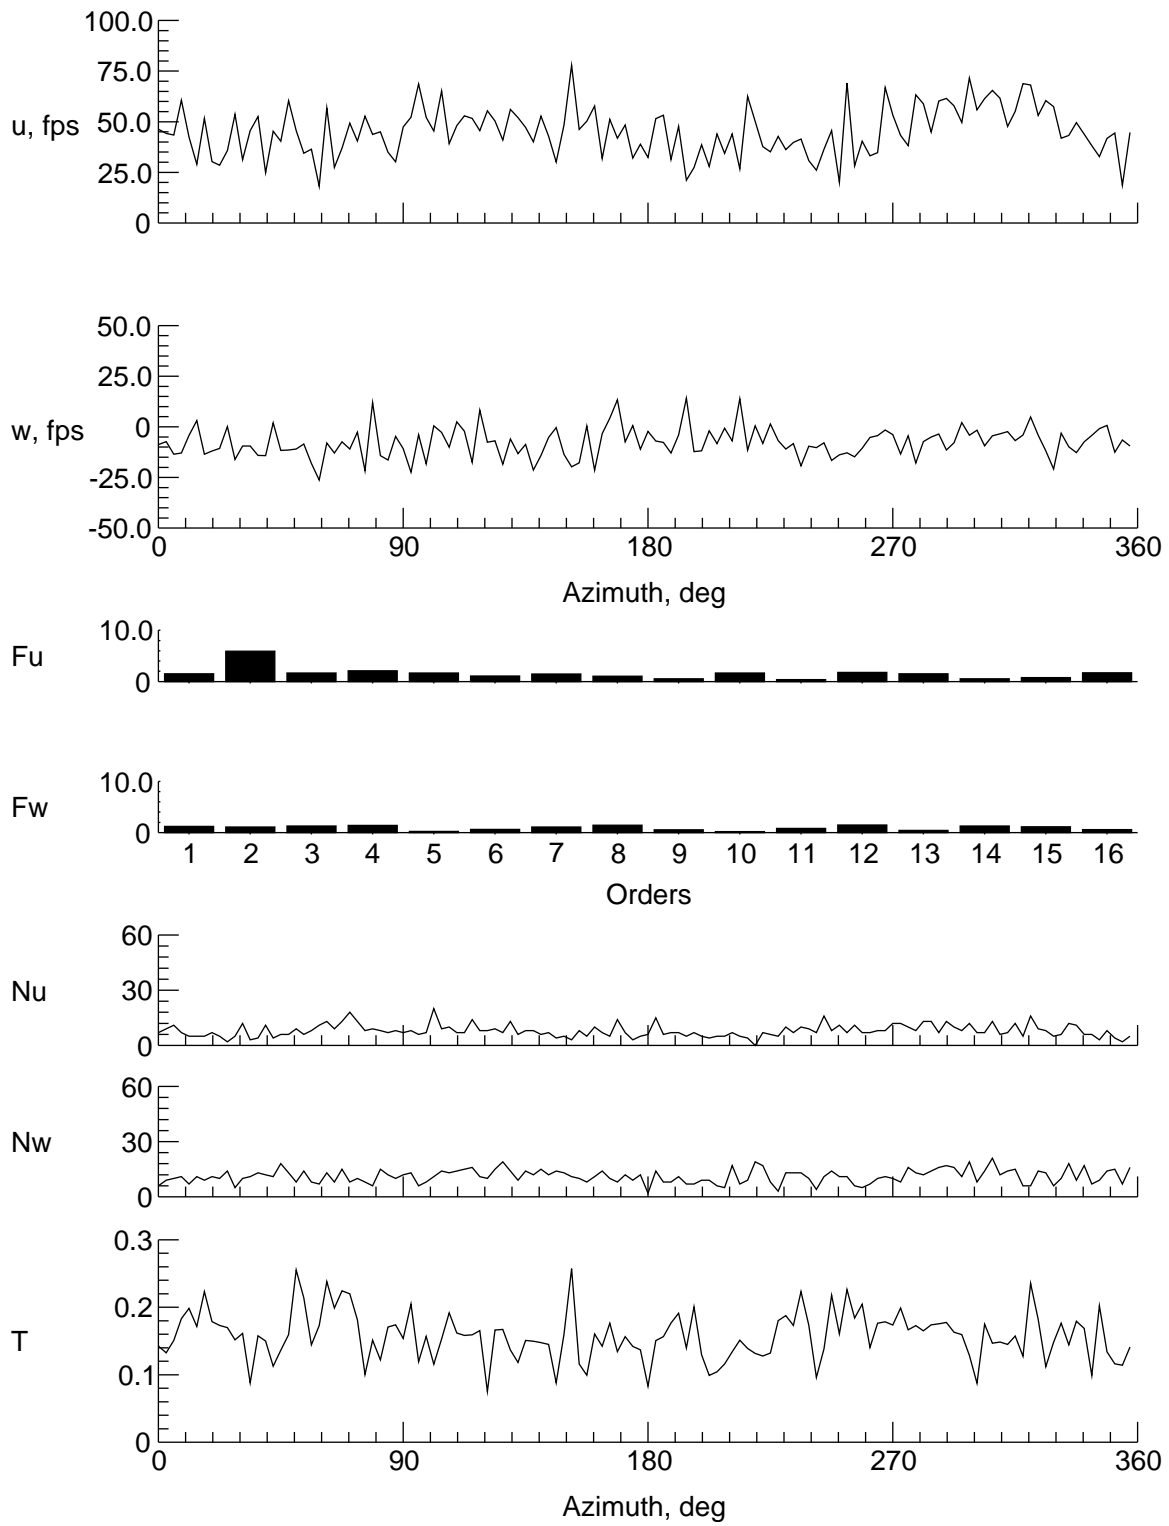 100.0
75.0
u, fps 50.0
25.0
0
50.0
25.0
w, fps 0
-25.0
-50.0
0 90 180 270 360
Azimuth, deg
10.0
Fu
0
10.0
Fw
0
1 2 3 4 5 6 7 8 9 10 11 12 13 14 15 16
Orders
60
Nu 30
0
60
Nw 30
0
0.3
0.2
T
0.1
0
0 90 180 270 360
Azimuth, deg